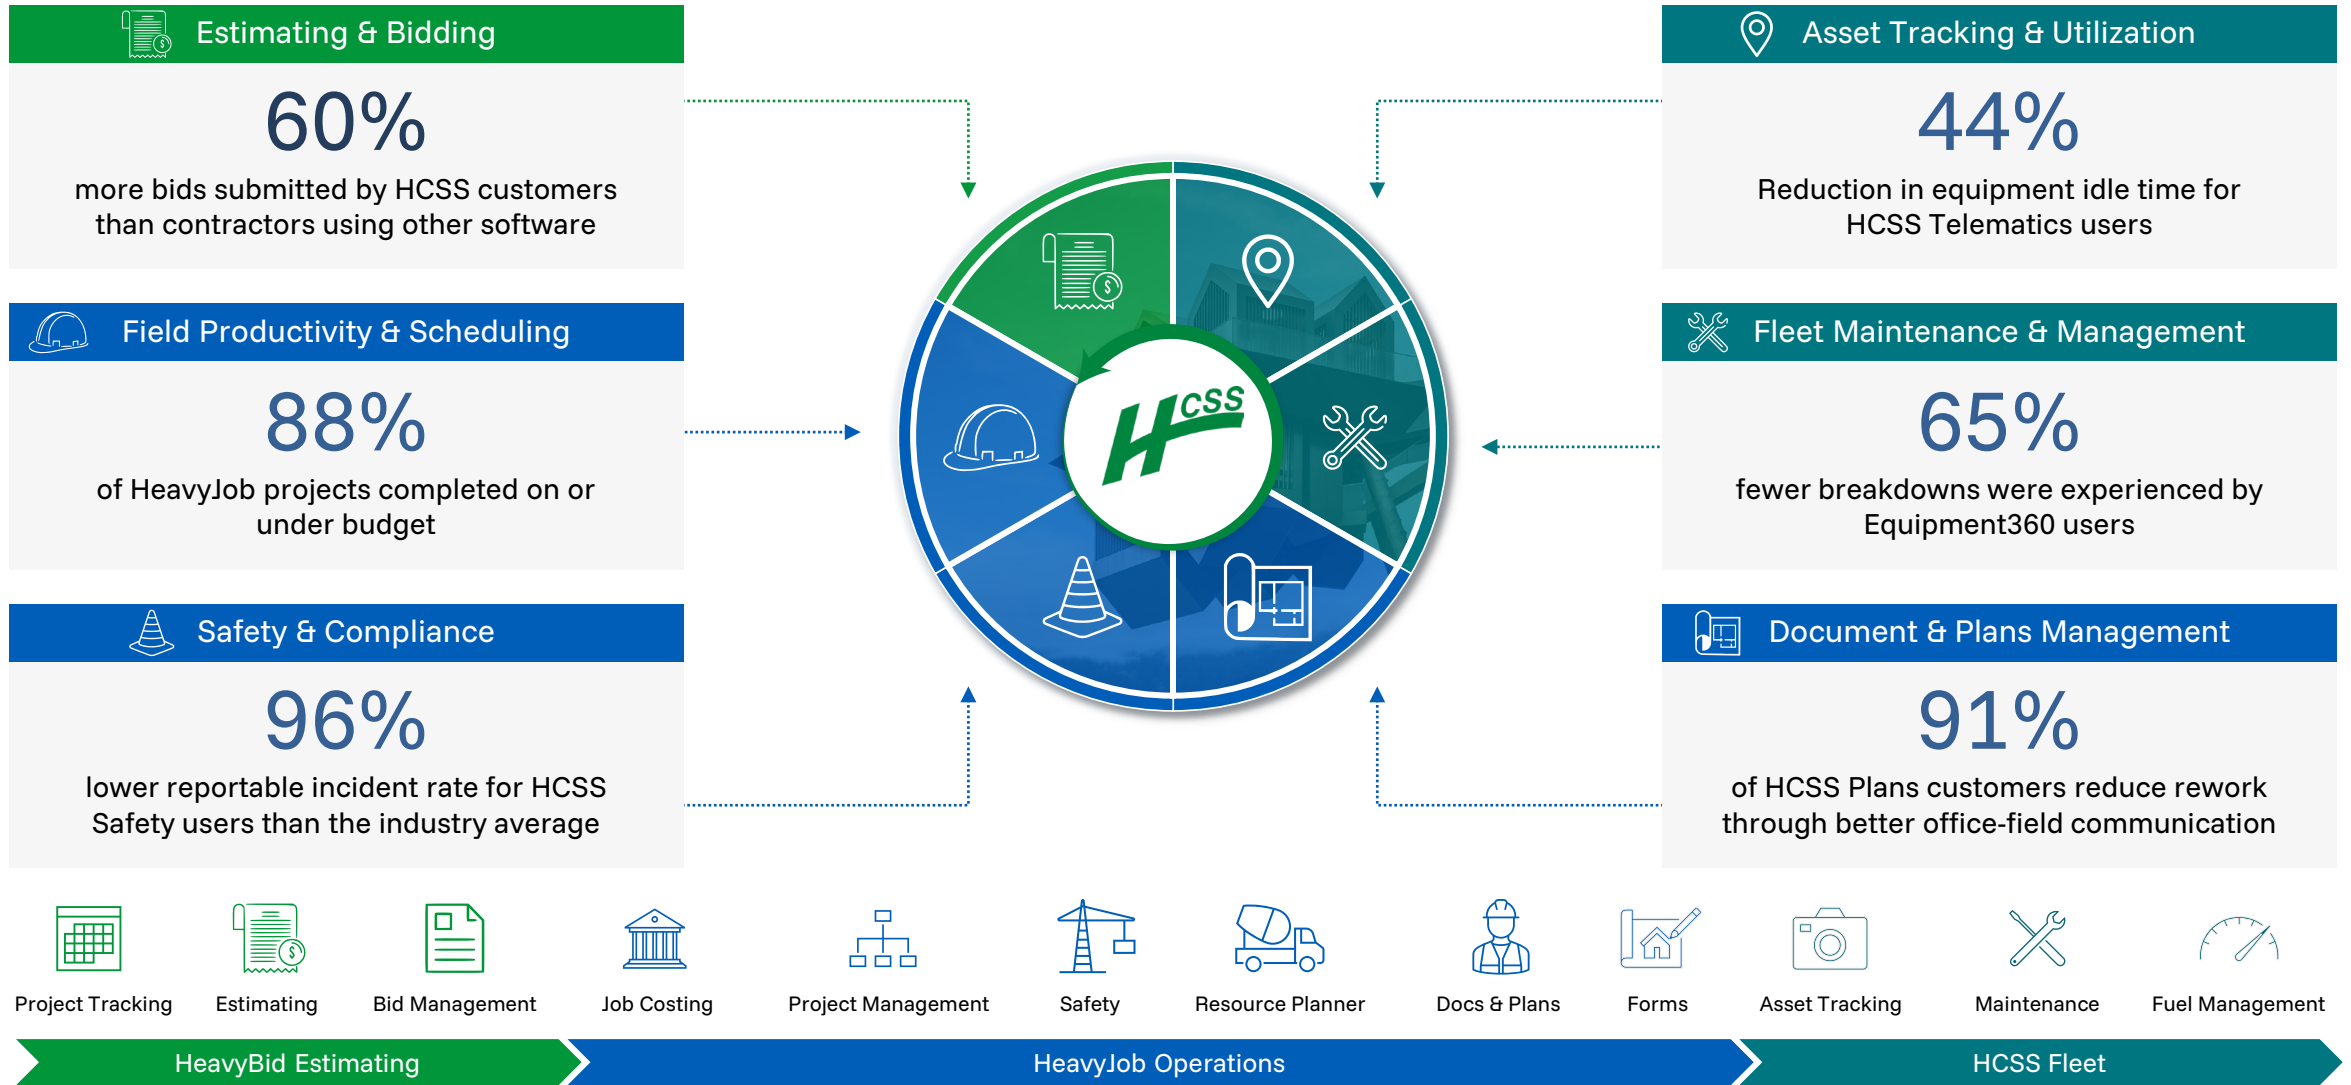 Estimating & Bidding
60%
more bids submitted by HCSS customers
than contractors using other software
Field Productivity & Scheduling
88%
of HeavyJob projects completed on or
under budget
Safety & Compliance
96%
lower reportable incident rate for HCSS
Safety users than the industry average
HCSS
Asset Tracking & Utilization
44%
Reduction in equipment idle time for
HCSS Telematics users
Fleet Maintenance & Management
65%
fewer breakdowns were experienced by
Equipment360 users
Document & Plans Management
91%
of HCSS Plans customers reduce rework
through better office-field communication
Project Tracking
Estimating
Bid Management
Job Costing
Project Management
Safety
Resource Planner
Docs & Plans
Forms
Asset Tracking
Maintenance
Fuel Management
HeavyBid Estimating
HeavyJob Operations
HCSS Fleet